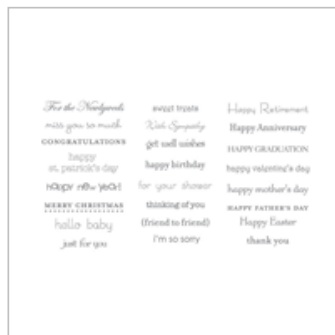 For the Newlyweds
miss you so much
CONGRATULATIONS
happy
st. patrick's day
happy new year!
MERRY CHRISTMAS
hello baby
just for you
sweet treats
With Sympathy
get well wishes
happy birthday
for your shower
thinking of you
(friend to friend)
i'm so sorry
Happy Retirement
Happy Anniversary
HAPPY GRADUATION
happy valentine's day
happy mother's day
HAPPY FATHER'S DAY
Happy Easter
thank you